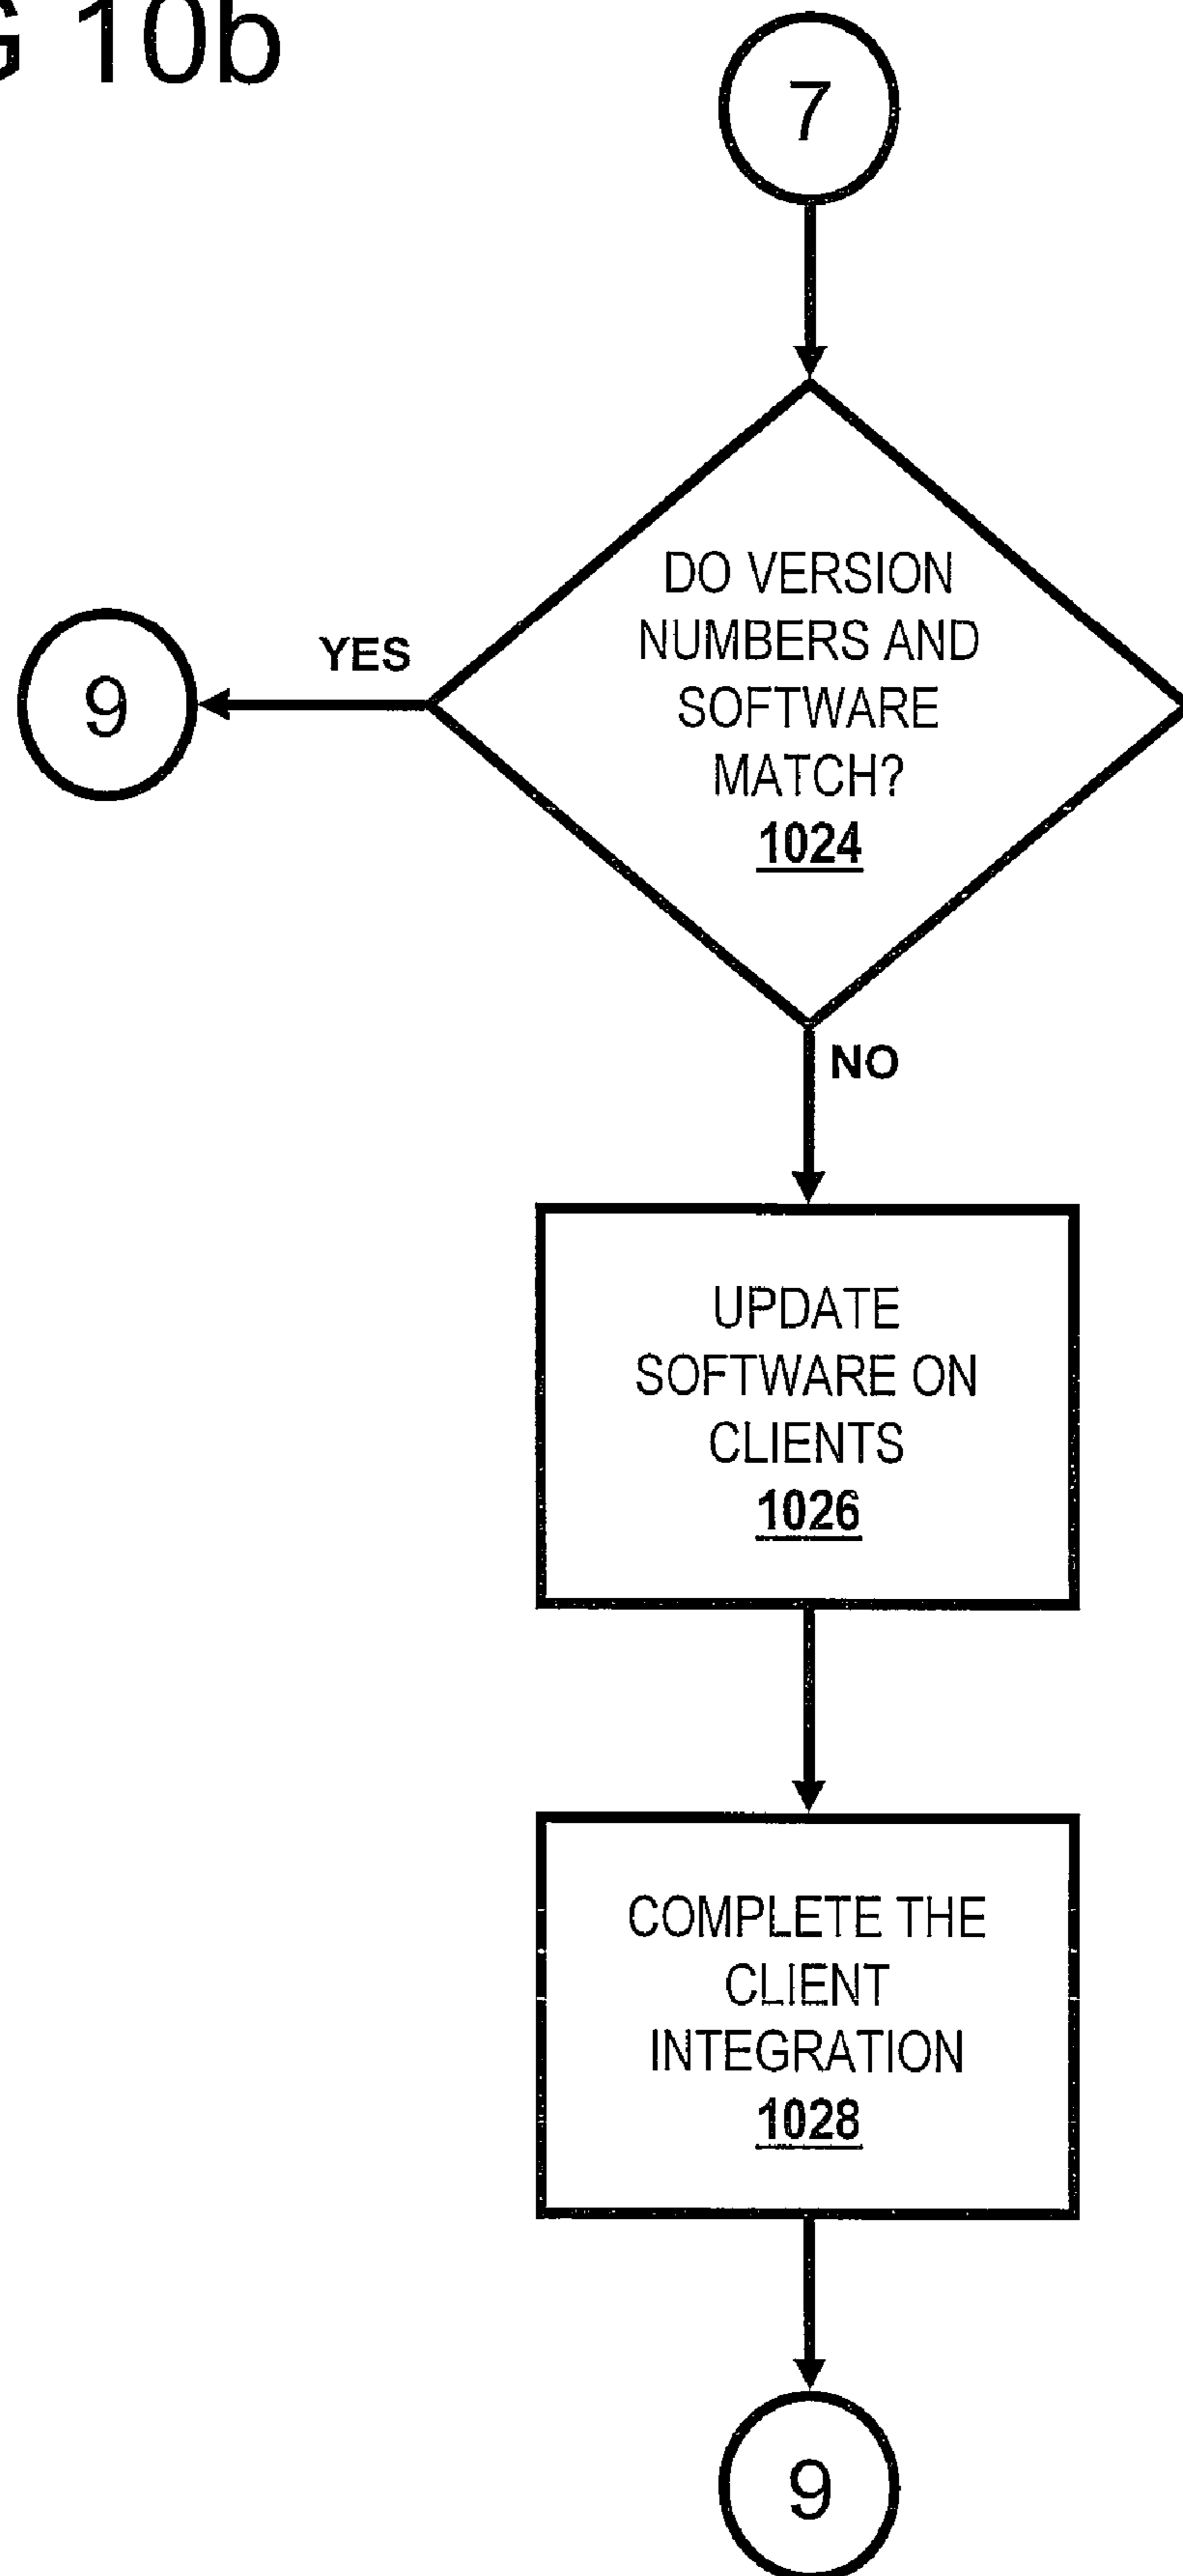 G 10b
7
DO VERSION
NUMBERS AND
SOFTWARE
MATCH?
1024
YES
9
NO
UPDATE
SOFTWARE ON
CLIENTS
1026
COMPLETE THE
CLIENT
INTEGRATION
1028
9